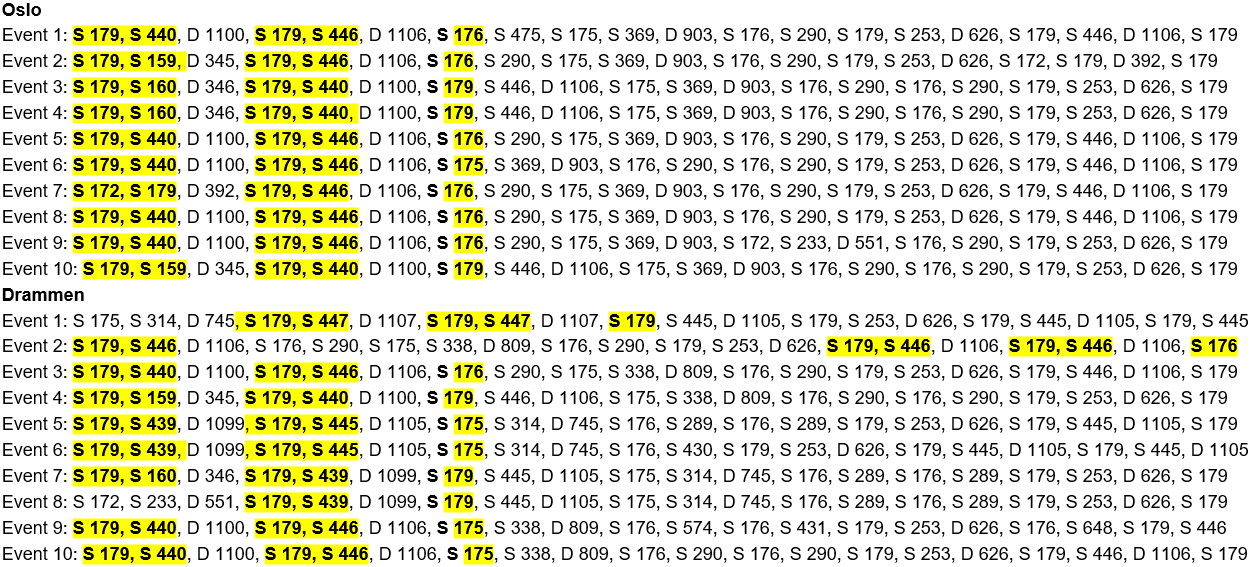 Oslo
Event 1: S 179, S 440, D 1100, S 179, S 446, D 1106, S 176, S 475, S 175, S 369, D 903, S 176, S 290, S 179, S 253, D 626, S 179, S 446, D 1106, S 179
Event 2: S 179, S 159, D 345, S 179, S 446, D 1106, S 176, S 290, S 175, S 369, D 903, S 176, S 290, S 179, S 253, D 626, S 172, S 179, D 392, S 179
Event 3: S 179, S 160, D 346, S 179, S 440, D 1100, S 179, S 446, D 1106, S 175, S 369, D 903, S 176, S 290, S 176, S 290, S 179, S 253, D 626, S 179
Event 4: S 179, S 160, D 346, S 179, S 440, D 1100, S 179, S 446, D 1106, S 175, S 369, D 903, S 176, S 290, S 176, S 290, S 179, S 253, D 626, S 179
Event 5: S 179, S 440, D 1100, S 179, S 446, D 1106, S 176, S 290, S 175, S 369, D 903, S 176, S 290, S 179, S 253, D 626, S 179, S 446, D 1106, S 179
Event 6: S 179, S 440, D 1100, S 179, S 446, D 1106, S 175, S 369, D 903, S 176, S 290, S 176, S 290, S 179, S 253, D 626, S 179, S 446, D 1106, S 179
Event 7: S 172, S 179, D 392, S 179, S 446, D 1106, S 176, S 290, S 175, S 369, D 903, S 176, S 290, S 179, S 253, D 626, S 179, S 446, D 1106, S 179
Event 8: S 179, S 440, D 1100, S 179, S 446, D 1106, S 176, S 290, S 175, S 369, D 903, S 176, S 290, S 179, S 253, D 626, S 179, S 446, D 1106, S 179
Event 9: S 179, S 440, D 1100, S 179, S 446, D 1106, S 176, S 290, S 175, S 369, D 903, S 172, S 233, D 551, S 176, S 290, S 179, S 253, D 626, S 179
Event 10: S 179, S 159, D 345, S 179, S 440, D 1100, S 179, S 446, D 1106, S 175, S 369, D 903, S 176, S 290, S 176, S 290, S 179, S 253, D 626, S 179
Drammen
Event 1: S 175, S 314, D 745, S 179, S 447, D 1107, S 179, S 447, D 1107, S 179, S 445, D 1105, S 179, S 253, D 626, S 179, S 445, D 1105, S 179, S 445
Event 2: S 179, S 446, D 1106, S 176, S 290, S 175, S 338, D 809, S 176, S 290, S 179, S 253, D 626, S 179, S 446, D 1106, S 179, S 446, D 1106, S 176
Event 3: S 179, S 440, D 1100, S 179, S 446, D 1106, S 176, S 290, S 175, S 338, D 809, S 176, S 290, S 179, S 253, D 626, S 179, S 446, D 1106, S 179
Event 4: S 179, S 159, D 345, S 179, S 440, D 1100, S 179, S 446, D 1106, S 175, S 338, D 809, S 176, S 290, S 176, S 290, S 179, S 253, D 626, S 179
Event 5: S 179, S 439, D 1099, S 179, S 445, D 1105, S 175, S 314, D 745, S 176, S 289, S 176, S 289, S 179, S 253, D 626, S 179, S 445, D 1105, S 179
Event 6: S 179, S 439, D 1099, S 179, S 445, D 1105, S 175, S 314, D 745, S 176, S 430, S 179, S 253, D 626, S 179, S 445, D 1105, S 179, S 445, D 1105
Event 7: S 179, S 160, D 346, S 179, S 439, D 1099, S 179, S 445, D 1105, S 175, S 314, D 745, S 176, S 289, S 176, S 289, S 179, S 253, D 626, S 179
Event 8: S 172, S 233, D 551, S 179, S 439, D 1099, S 179, S 445, D 1105, S 175, S 314, D 745, S 176, S 289, S 176, S 289, S 179, S 253, D 626, S 179
Event 9: S 179, S 440, D 1100, S 179, S 446, D 1106, S 175, S 338, D 809, S 176, S 574, S 176, S 431, S 179, S 253, D 626, S 176, S 648, S 179, S 446
Event 10: S 179, S 440, D 1100, S 179, S 446, D 1106, S 175, S 338, D 809, S 176, S 290, S 176, S 290, S 179, S 253, D 626, S 179, S 446, D 1106, S 179